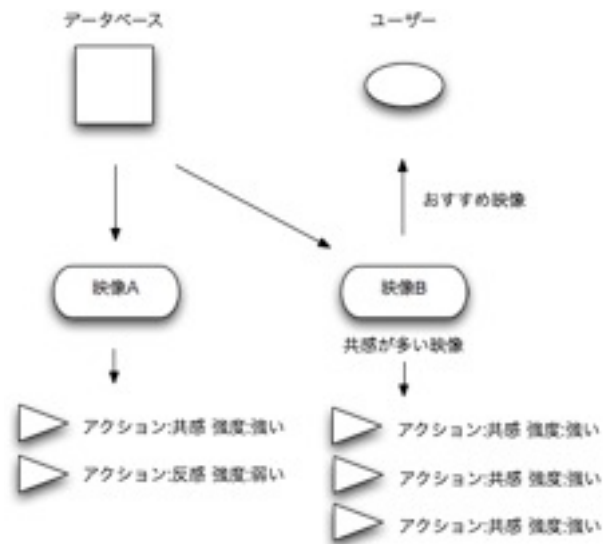 データベース
ユーザー
おすすめ映像
映像A
映像B
共感が多い映像
アクション:共感 強度:強い
アクション:反感 強度:弱い
アクション:共感 強度:強い
アクション:共感 強度:強い
アクション:共感 強度:強い